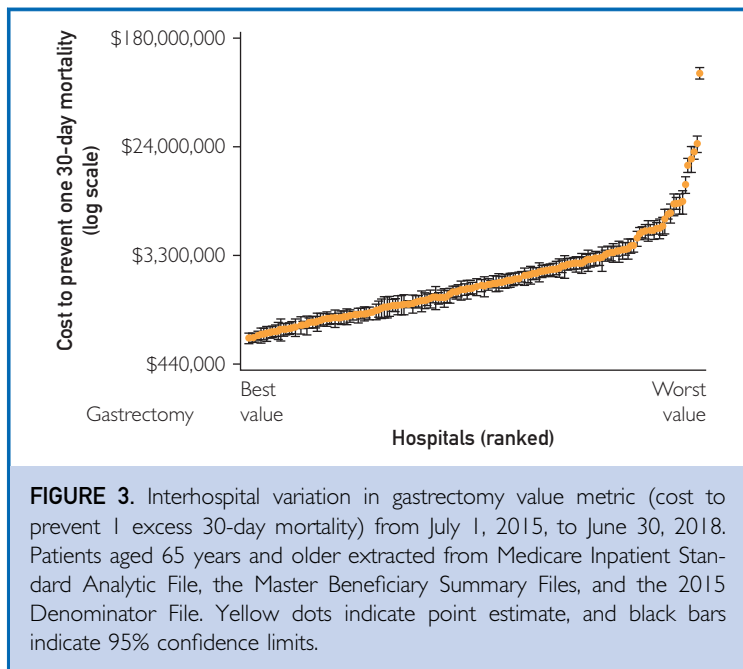 $180,000,000
$24,000,000
$3,300,000
$440,000
Cost to prevent one 30-day mortality
(log scale)
Best
value
Worst
value
Gastrectomy
Hospitals (ranked)
FIGURE 3. Interhospital variation in gastrectomy value metric (cost to
prevent 1 excess 30-day mortality) from July 1, 2015, to June 30, 2018.
Patients aged 65 years and older extracted from Medicare Inpatient Stan-
dard Analytic File, the Master Beneficiary Summary Files, and the 2015
Denominator File. Yellow dots indicate point estimate, and black bars
indicate 95% confidence limits.